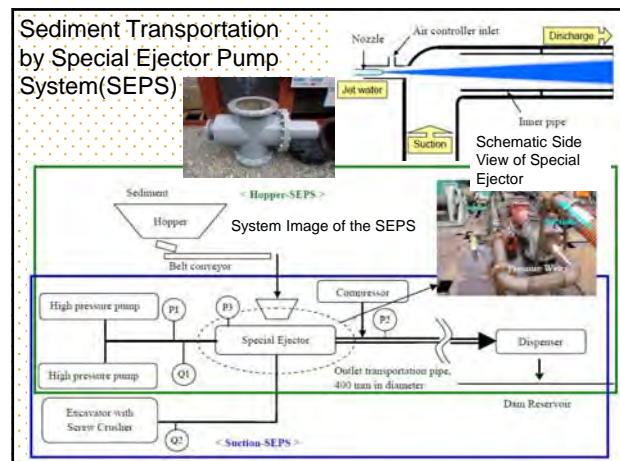 Sediment Transportation
by Special Ejector Pump
System(SEPS)
Nozzle
Air controller inlet
Discharge
Jet water
Inner pipe
Suction
Schematic Side
View of Special
Ejector
Sediment
< Hopper-SEPS >
Hopper
System Image of the SEPS
Belt conveyor
Compressor
High pressure pump
P1
P3
P2
Special Ejector
Dispenser
High pressure pump
Q1
Outlet transportation pipe,
400 mm in diameter
Dam Reservoir
Excavator with
Screw Crusher
Q2
< Suction-SEPS >